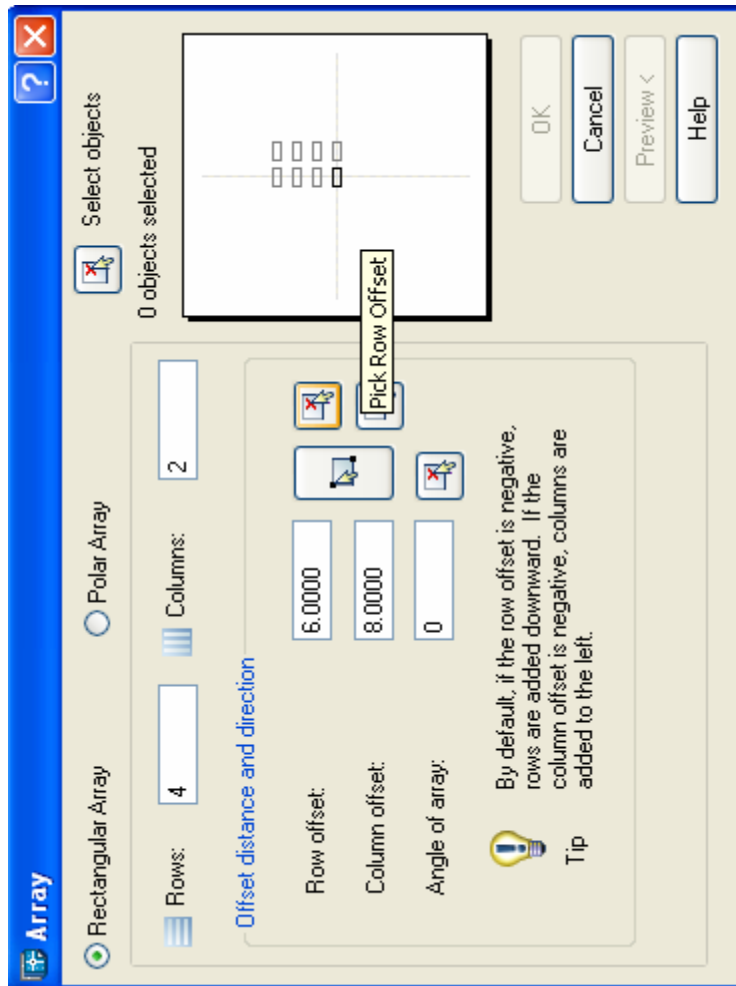 Array
Rectangular Array
Polar Array
Select objects
Rows:
4
Columns:
2
0 objects selected
Offset distance and direction
Row offset:
6.0000
Column offset:
8.0000
Pick Row Offset
Angle of array:
0
Tip
By default, if the row offset is negative,
rows are added downward. If the
column offset is negative, columns are
added to the left.
OK
Cancel
Preview <
Help